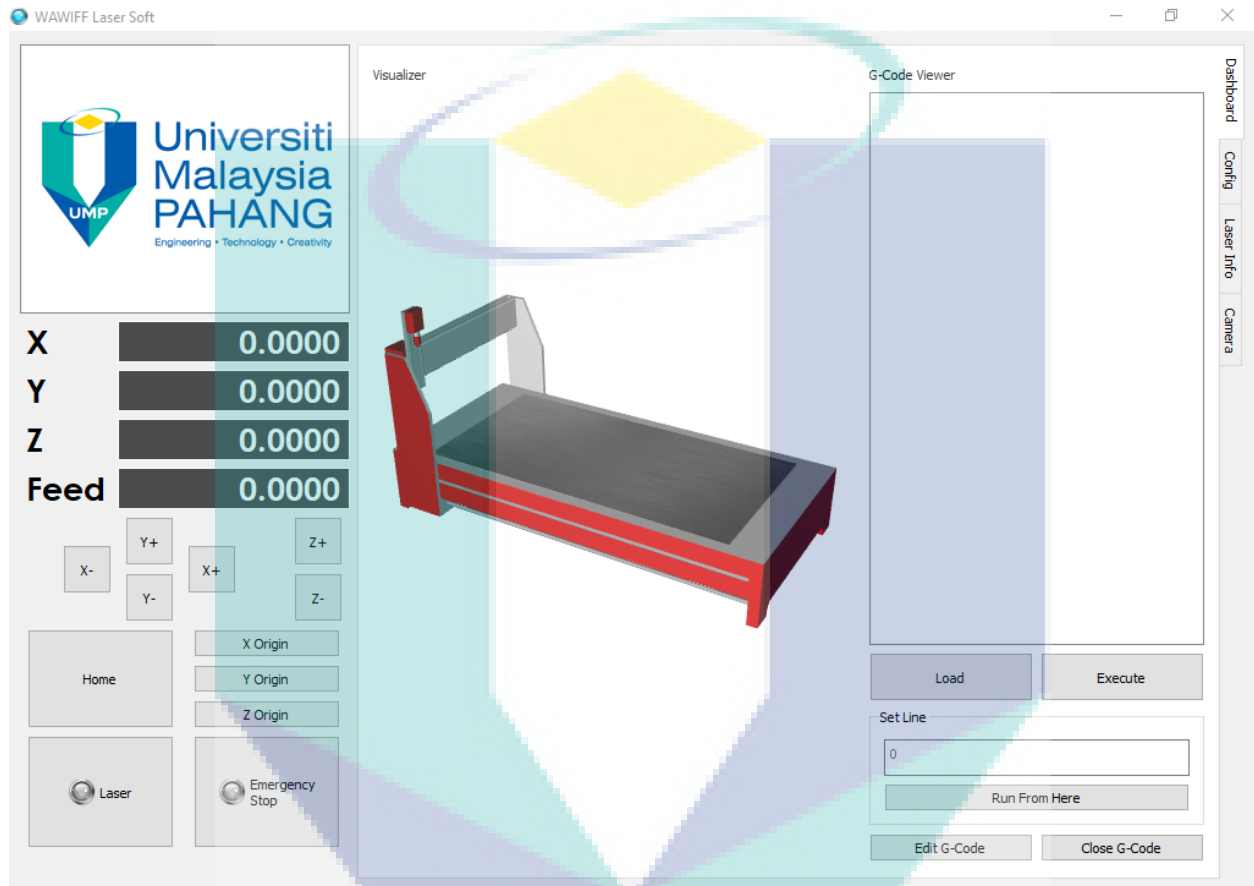 WAWIFF Laser Soft
UMP
Universiti
Malaysia
PAHANG
Engineering • Technology • Creativity
X 0.0000
Y 0.0000
Z 0.0000
Feed 0.0000
X-
Y+
Y-
X+
Z+
Z-
Home
X Origin
Y Origin
Z Origin
Laser
Emergency
Stop
Visualizer
G-Code Viewer
Load
Execute
Set Line
0
Run From Here
Edit G-Code
Close G-Code
Dashboard
Config
Laser Info
Camera